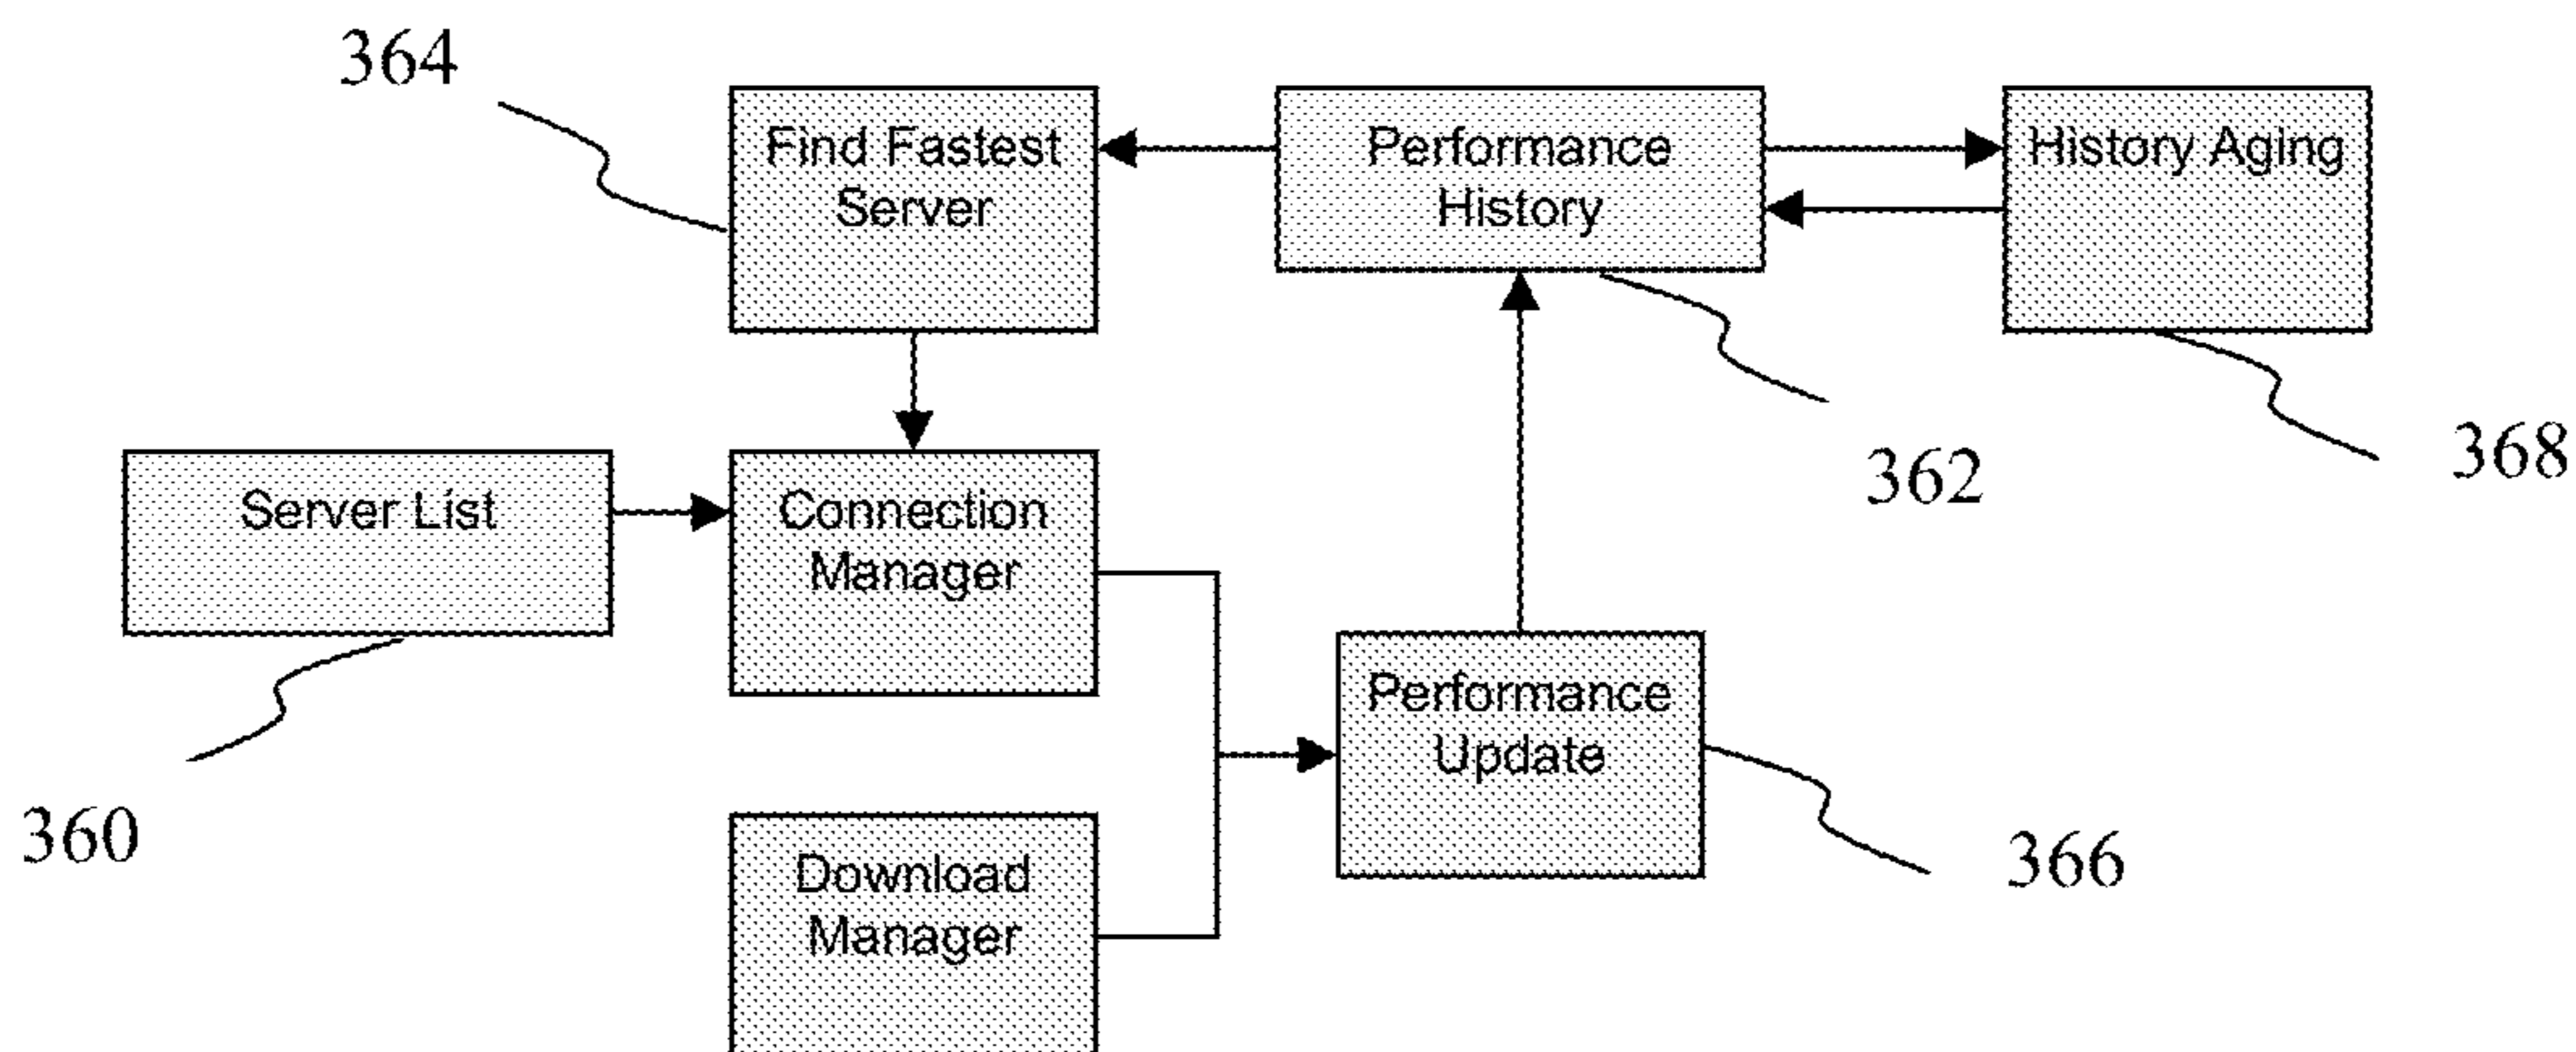 364
Find Fastest
Server
Performance
History
History Aging
362
368
Server List
Connection
Manager
360
Performance
Update
366
Download
Manager